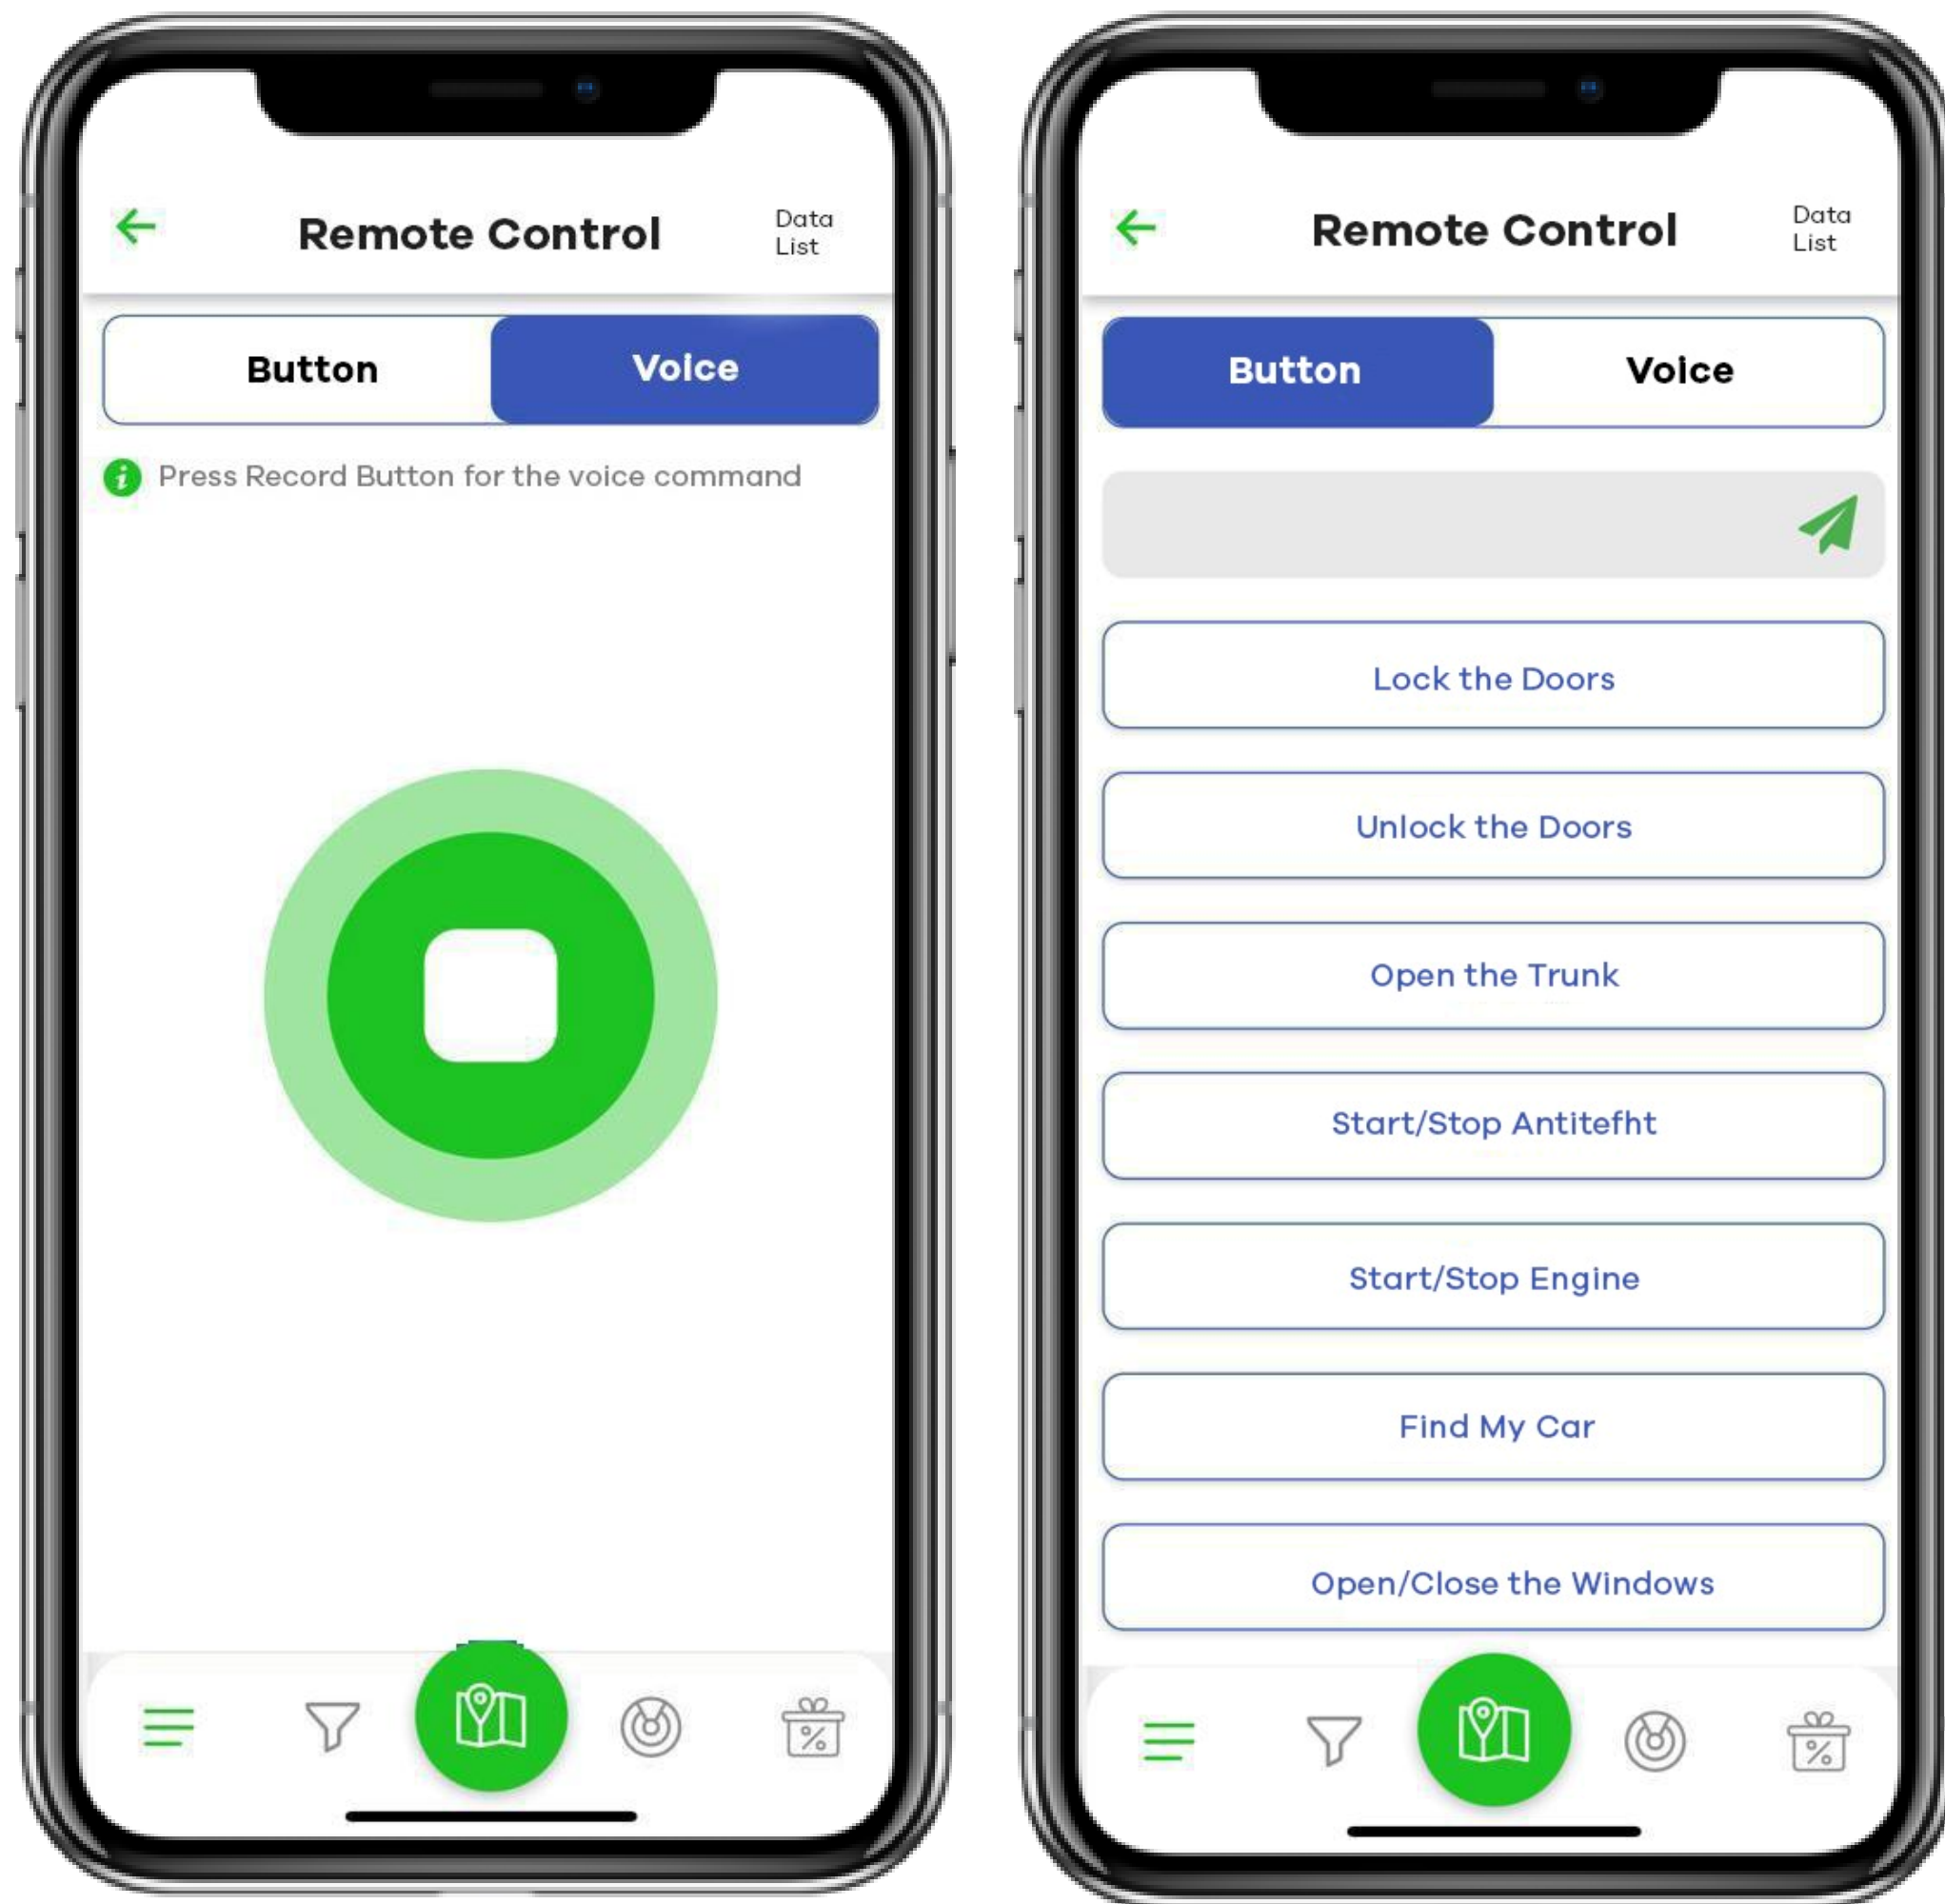 Remote Control
Data
List
Button
Voice
Press Record Button for the voice command
Remote Control
Data
List
Button
Voice
Lock the Doors
Unlock the Doors
Open the Trunk
Start/Stop Antitefht
Start/Stop Engine
Find My Car
Open/Close the Windows